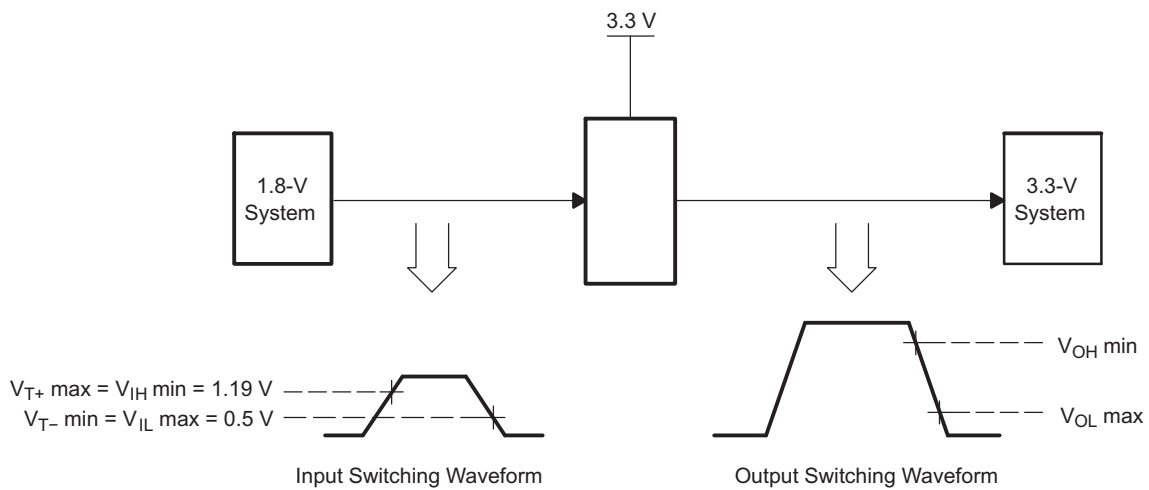 3.3 V
1.8-V
System
3.3-V
System
V_OH min
V_T+ max = V_IH min = 1.19 V
V_T− min = V_IL max = 0.5 V
V_OL max
Input Switching Waveform
Output Switching Waveform